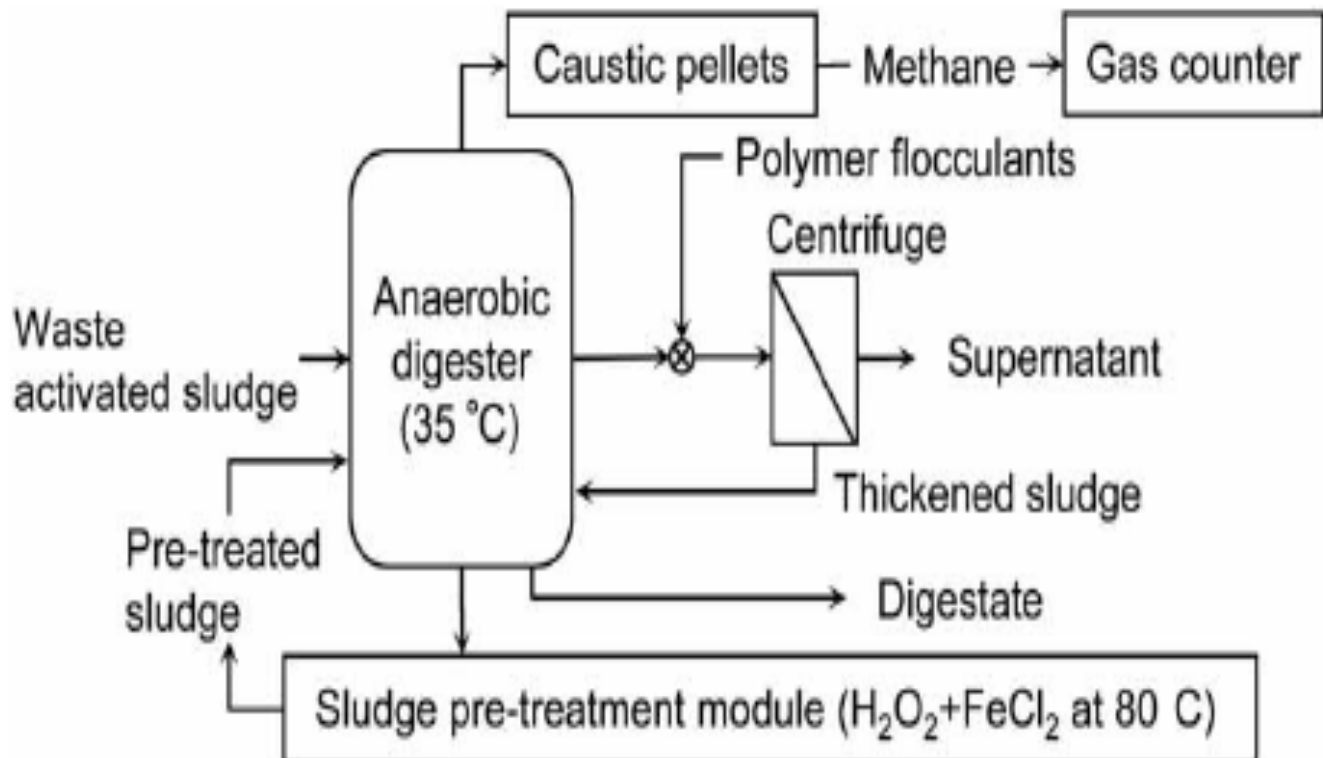 Caustic pellets
Methane
Gas counter
Polymer flocculants
Centrifuge
Anaerobic
digester
(35 °C)
Waste
activated sludge
Supernatant
Thickened sludge
Pre-treated
sludge
Digestate
Sludge pre-treatment module (H₂O₂+FeCl₂ at 80 C)